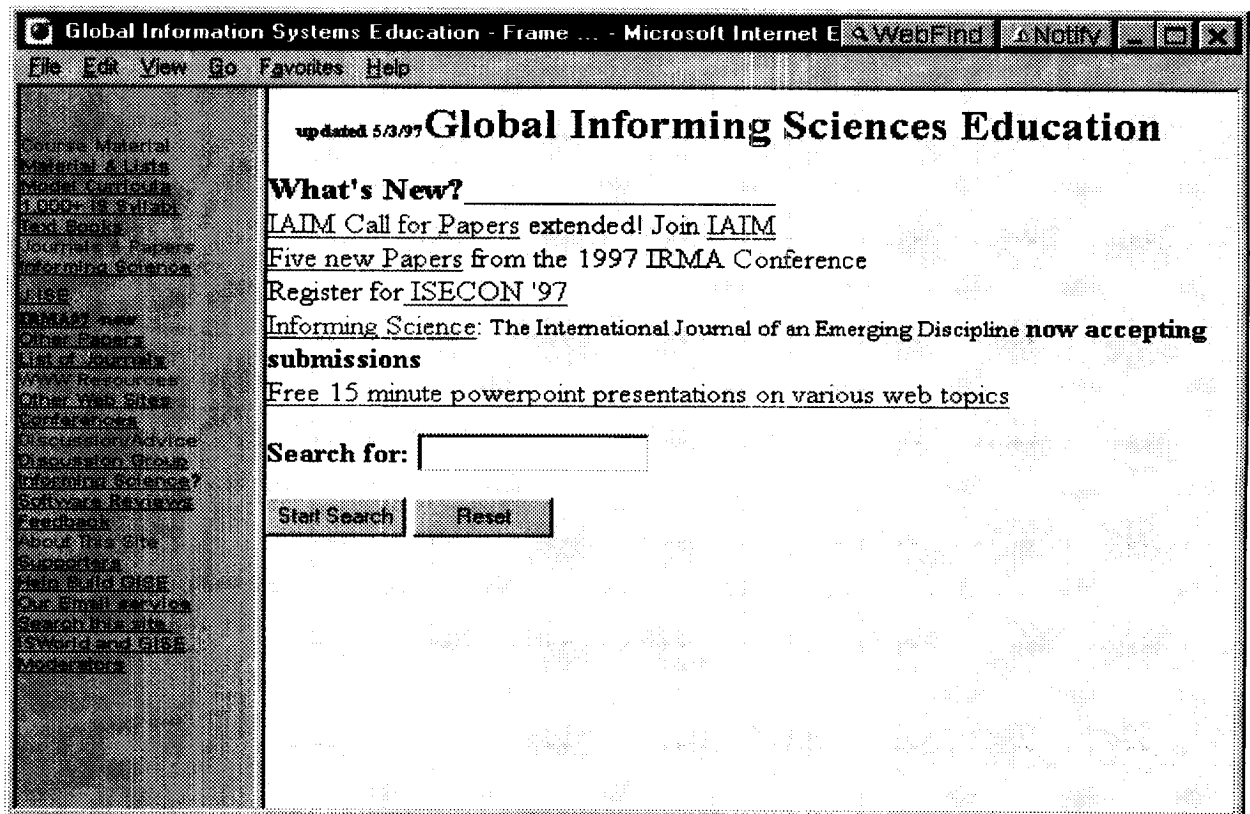 Global Information Systems Education - Frame ... - Microsoft Internet E
WebFind
Notify
File Edit View Go Favorites Help
Course Material
Material & Lists
Model Curricula
1,000+ IS Syllabi
Text Books
Journals & Papers
Informing Science
JISE
IRMA97 new
Other Papers
List of Journals
WWW Resources
Other Web Sites
Conferences
Discussion/Advice
Discussion Group
Informing Science?
Software Reviews
Feedback
About This Site
Supporters
Help Build GISE
Our Email service
Search this site
ISWorld and GISE
Moderators
updated 5/3/97 Global Informing Sciences Education
What's New?
IAIM Call for Papers extended! Join IAIM
Five new Papers from the 1997 IRMA Conference
Register for ISECON '97
Informing Science: The International Journal of an Emerging Discipline now accepting
submissions
Free 15 minute powerpoint presentations on various web topics
Search for:
Start Search
Reset